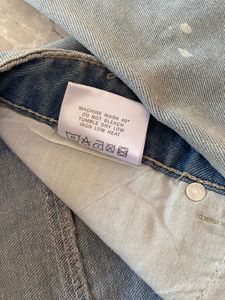 MACHINE WASH 40°
DO NOT BLEACH
TUMBLE DRY LOW
IRON LOW HEAT